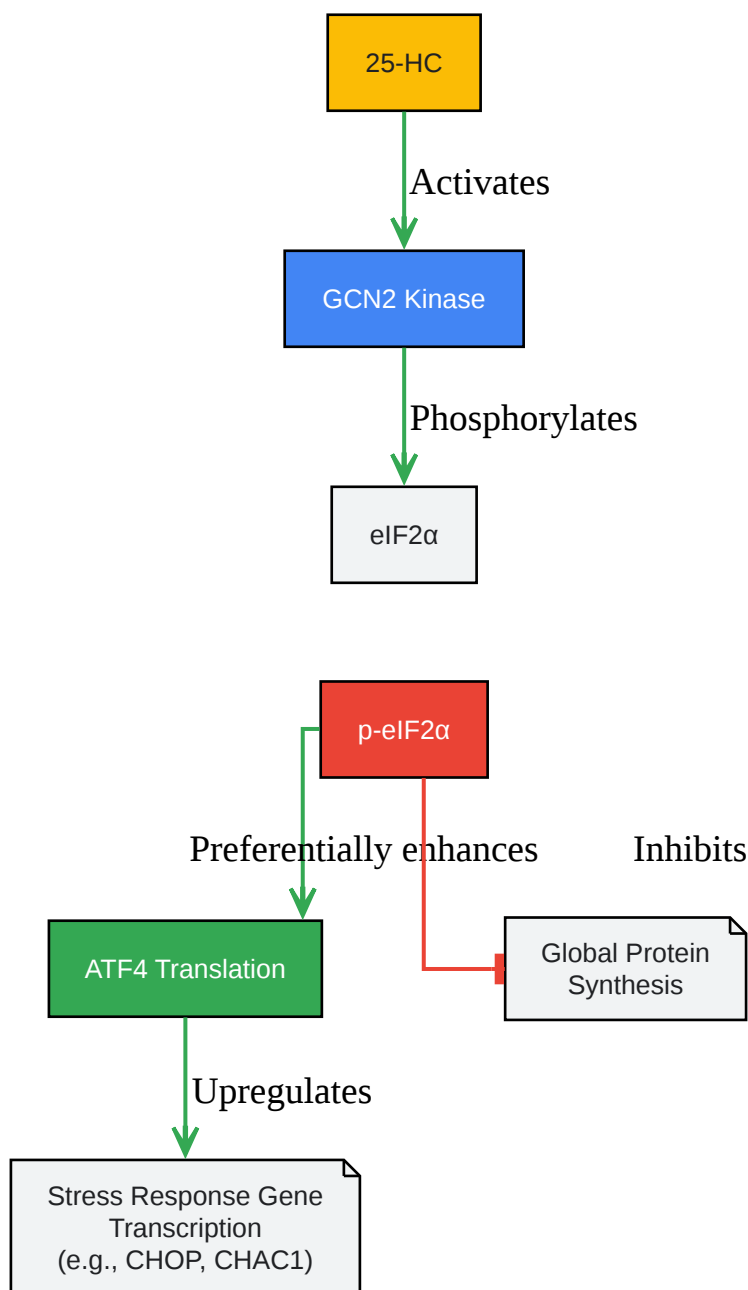 25-HC
Activates
GCN2 Kinase
Phosphorylates
eIF2α
p-eIF2α
Preferentially enhances
Inhibits
ATF4 Translation
Global Protein
Synthesis
Upregulates
Stress Response Gene
Transcription
(e.g., CHOP, CHAC1)